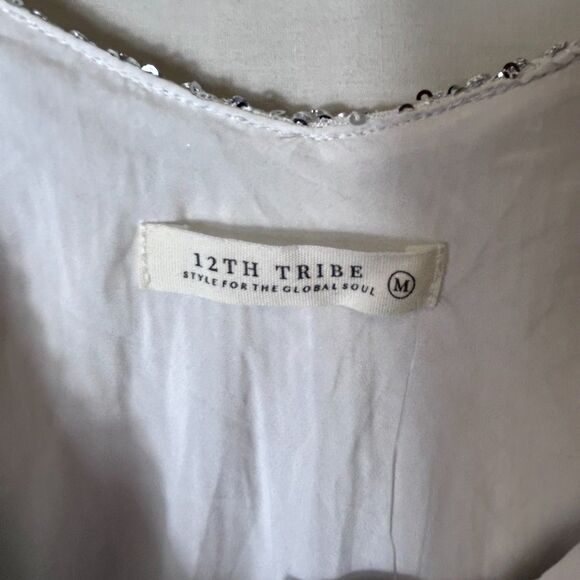 12TH TRIBE
STYLE FOR THE GLOBAL SOUL
M